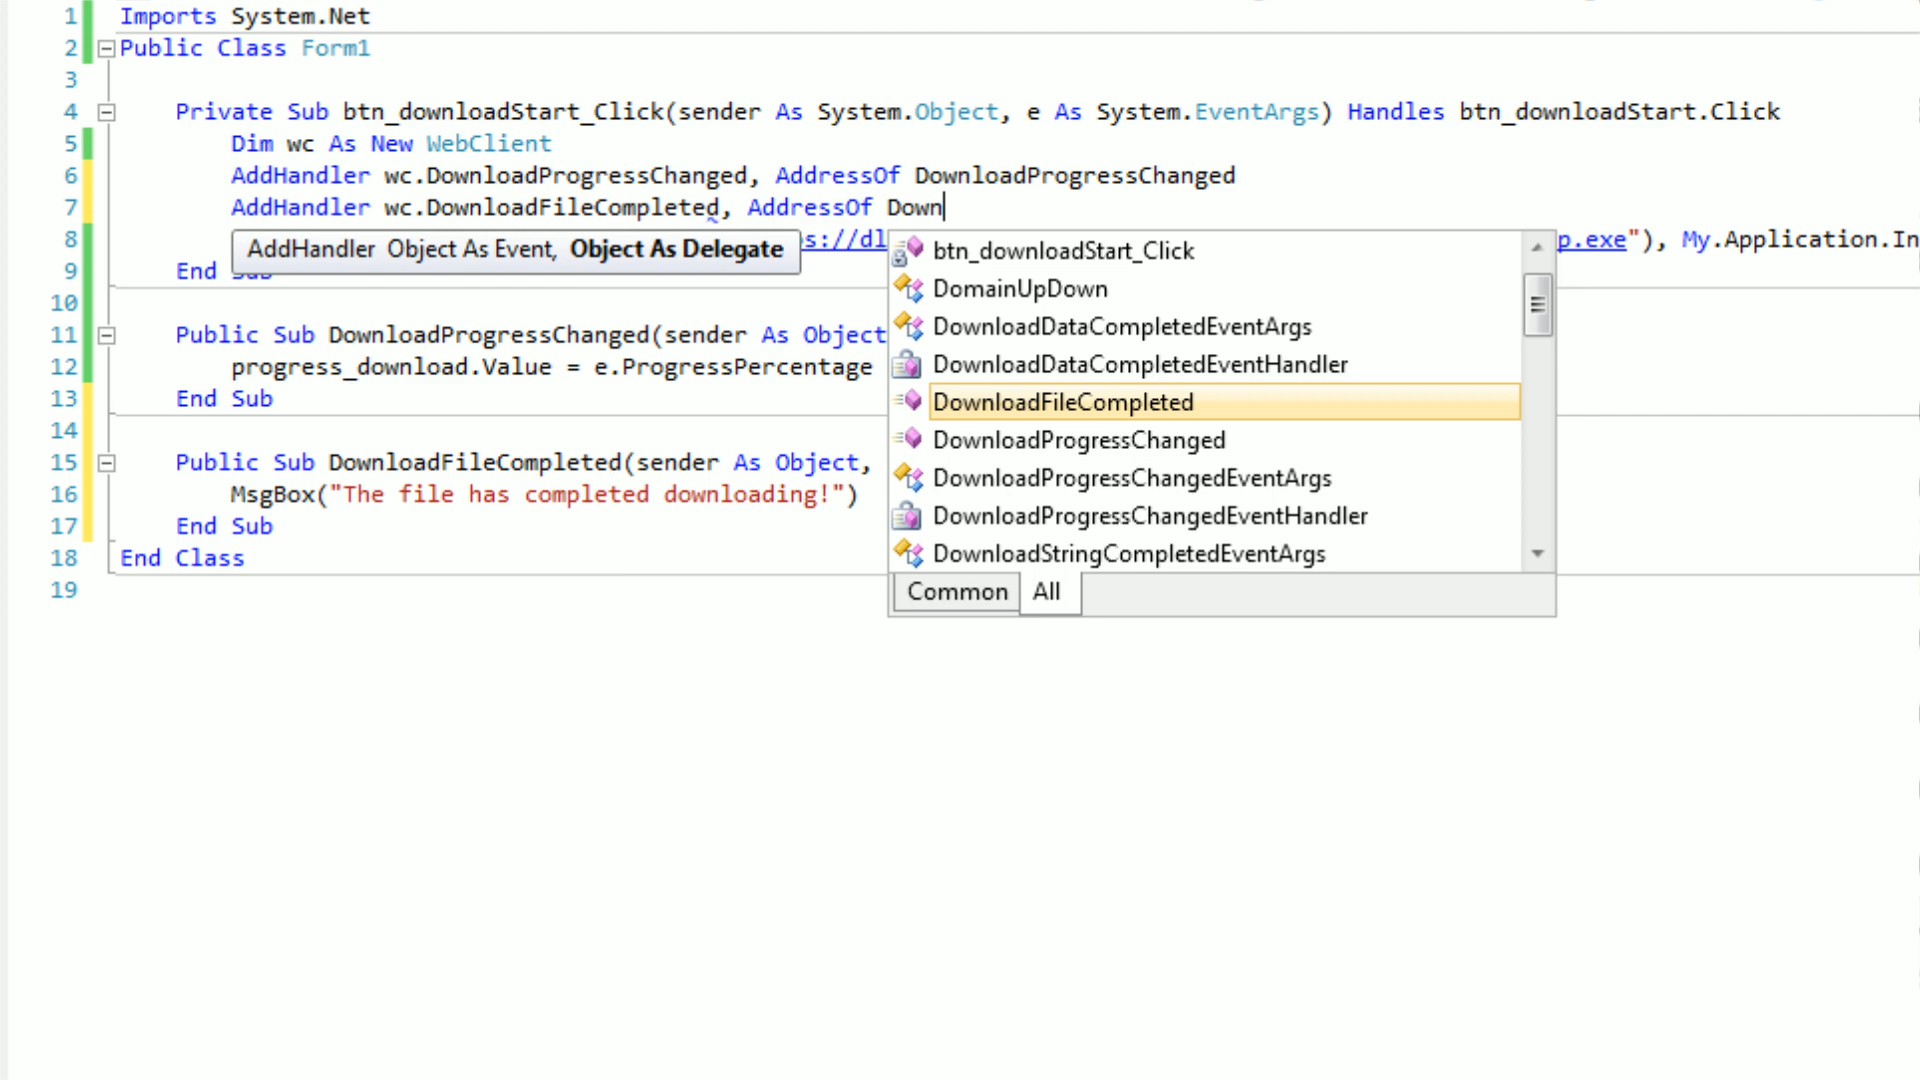 1 Imports System.Net
2 Public Class Form1
3
4 Private Sub btn_downloadStart_Click(sender As System.Object, e As System.EventArgs) Handles btn_downloadStart.Click
5 Dim wc As New WebClient
6 AddHandler wc.DownloadProgressChanged, AddressOf DownloadProgressChanged
7 AddHandler wc.DownloadFileCompleted, AddressOf Down
8 s://dl p.exe"), My.Application.In
AddHandler Object As Event, Object As Delegate
9 End Sub
10
11 Public Sub DownloadProgressChanged(sender As Object
12 progress_download.Value = e.ProgressPercentage
13 End Sub
14
15 Public Sub DownloadFileCompleted(sender As Object,
16 MsgBox("The file has completed downloading!")
17 End Sub
18 End Class
19
btn_downloadStart_Click
DomainUpDown
DownloadDataCompletedEventArgs
DownloadDataCompletedEventHandler
DownloadFileCompleted
DownloadProgressChanged
DownloadProgressChangedEventArgs
DownloadProgressChangedEventHandler
DownloadStringCompletedEventArgs
Common All